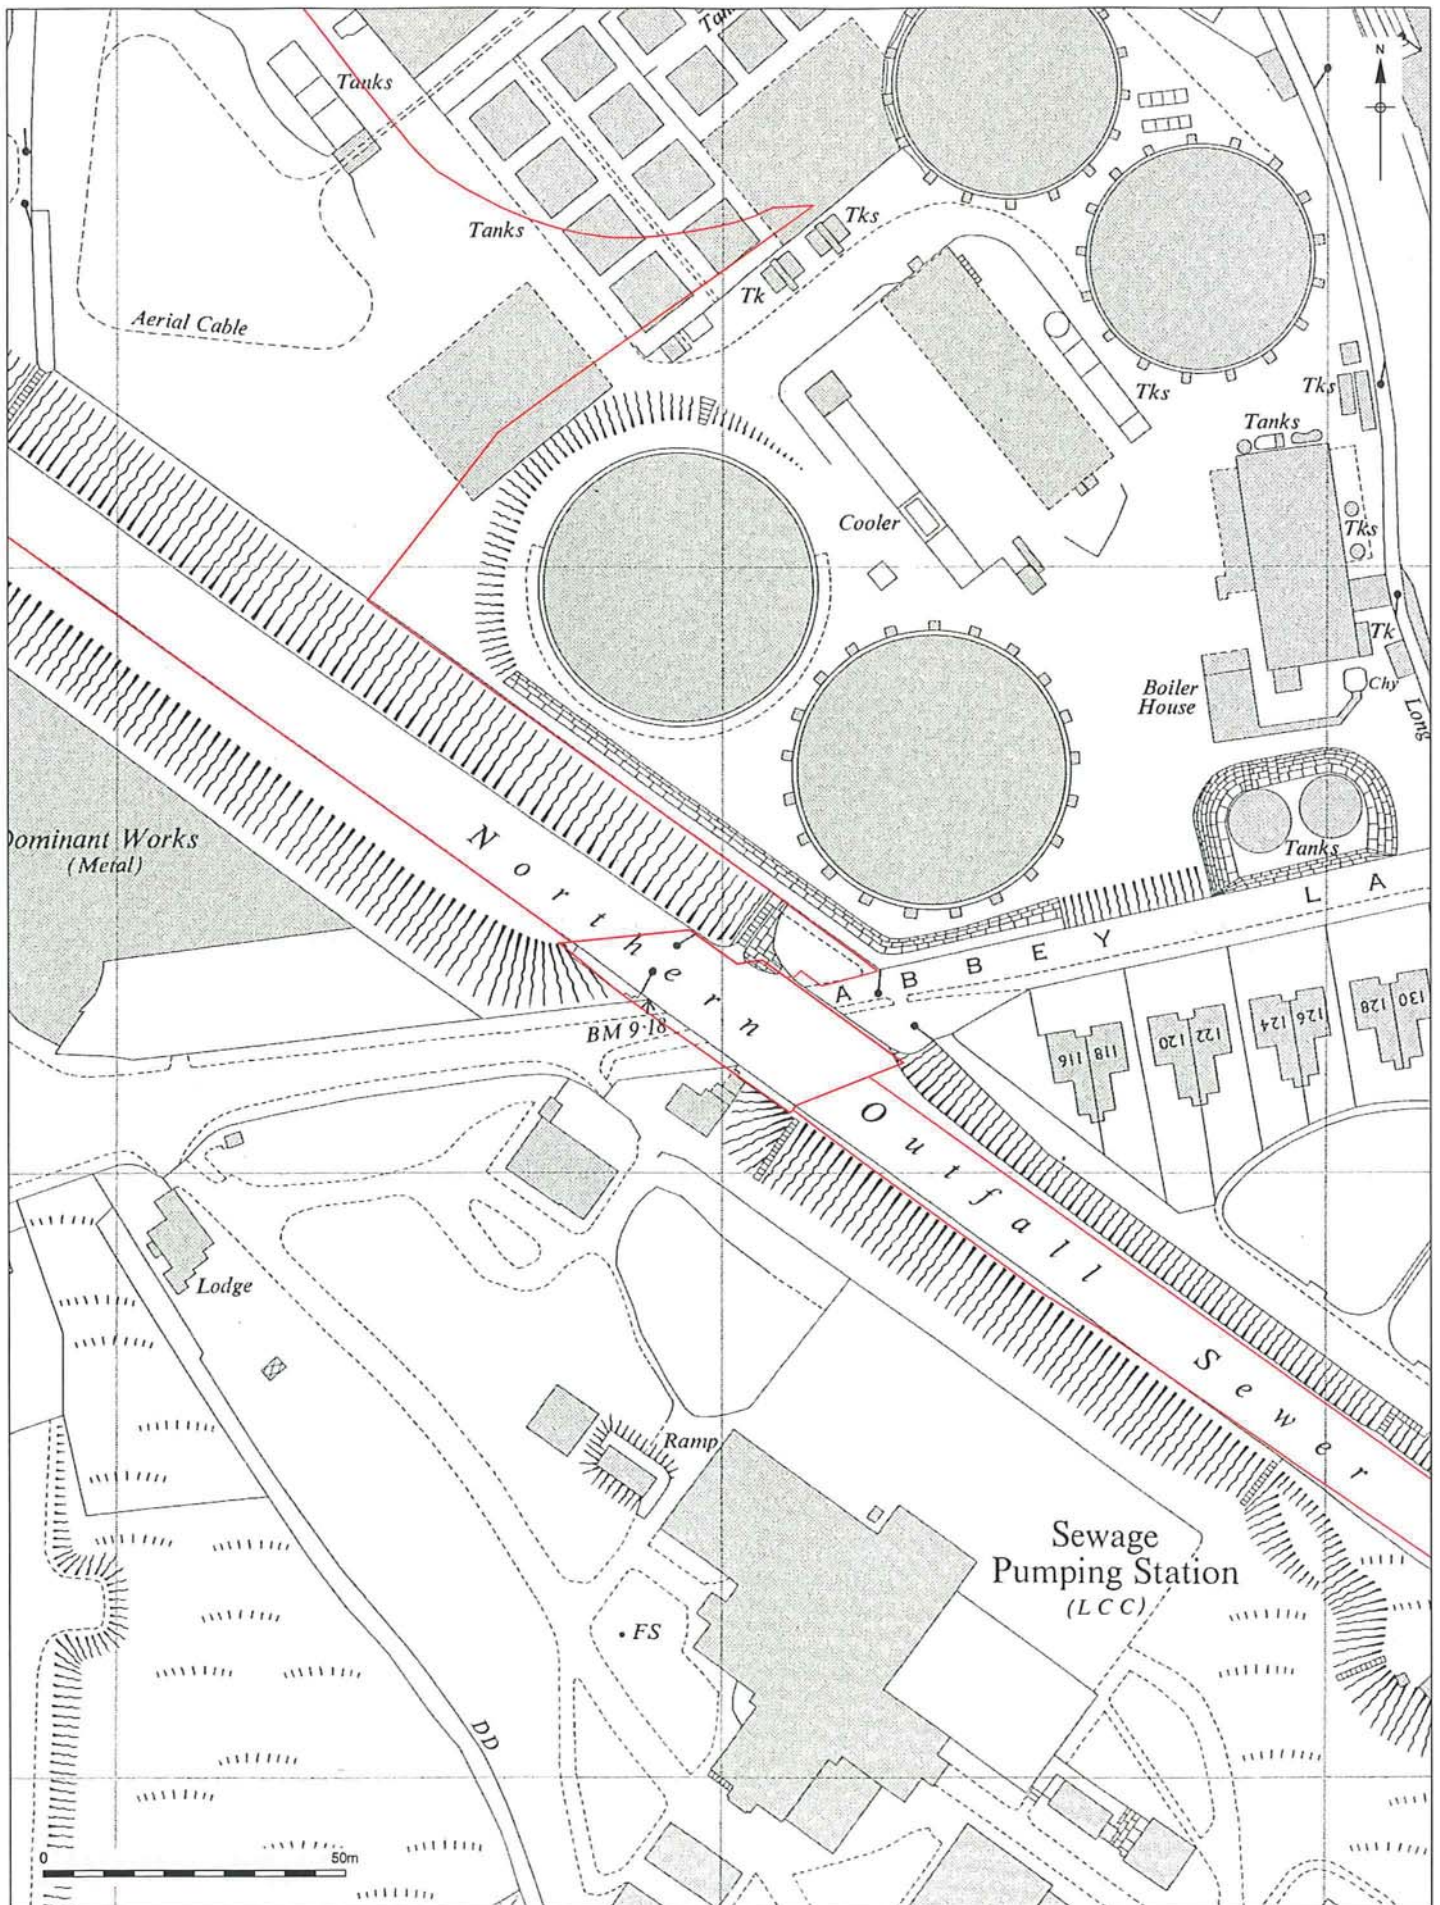 Tanks
N
Tanks
Tks
Tk
Aerial Cable
Tks
Tks
Tanks
Cooler
Tks
Tk
Boiler
House
Chy
Long
Dominant Works
(Metal)
Tanks
Northern Outfall Sewer
ABBEY LA
BM 9·18
116
118
120
122
124
126
128
130
Lodge
Ramp
Sewage
Pumping Station
(LCC)
FS
DD
0 50m